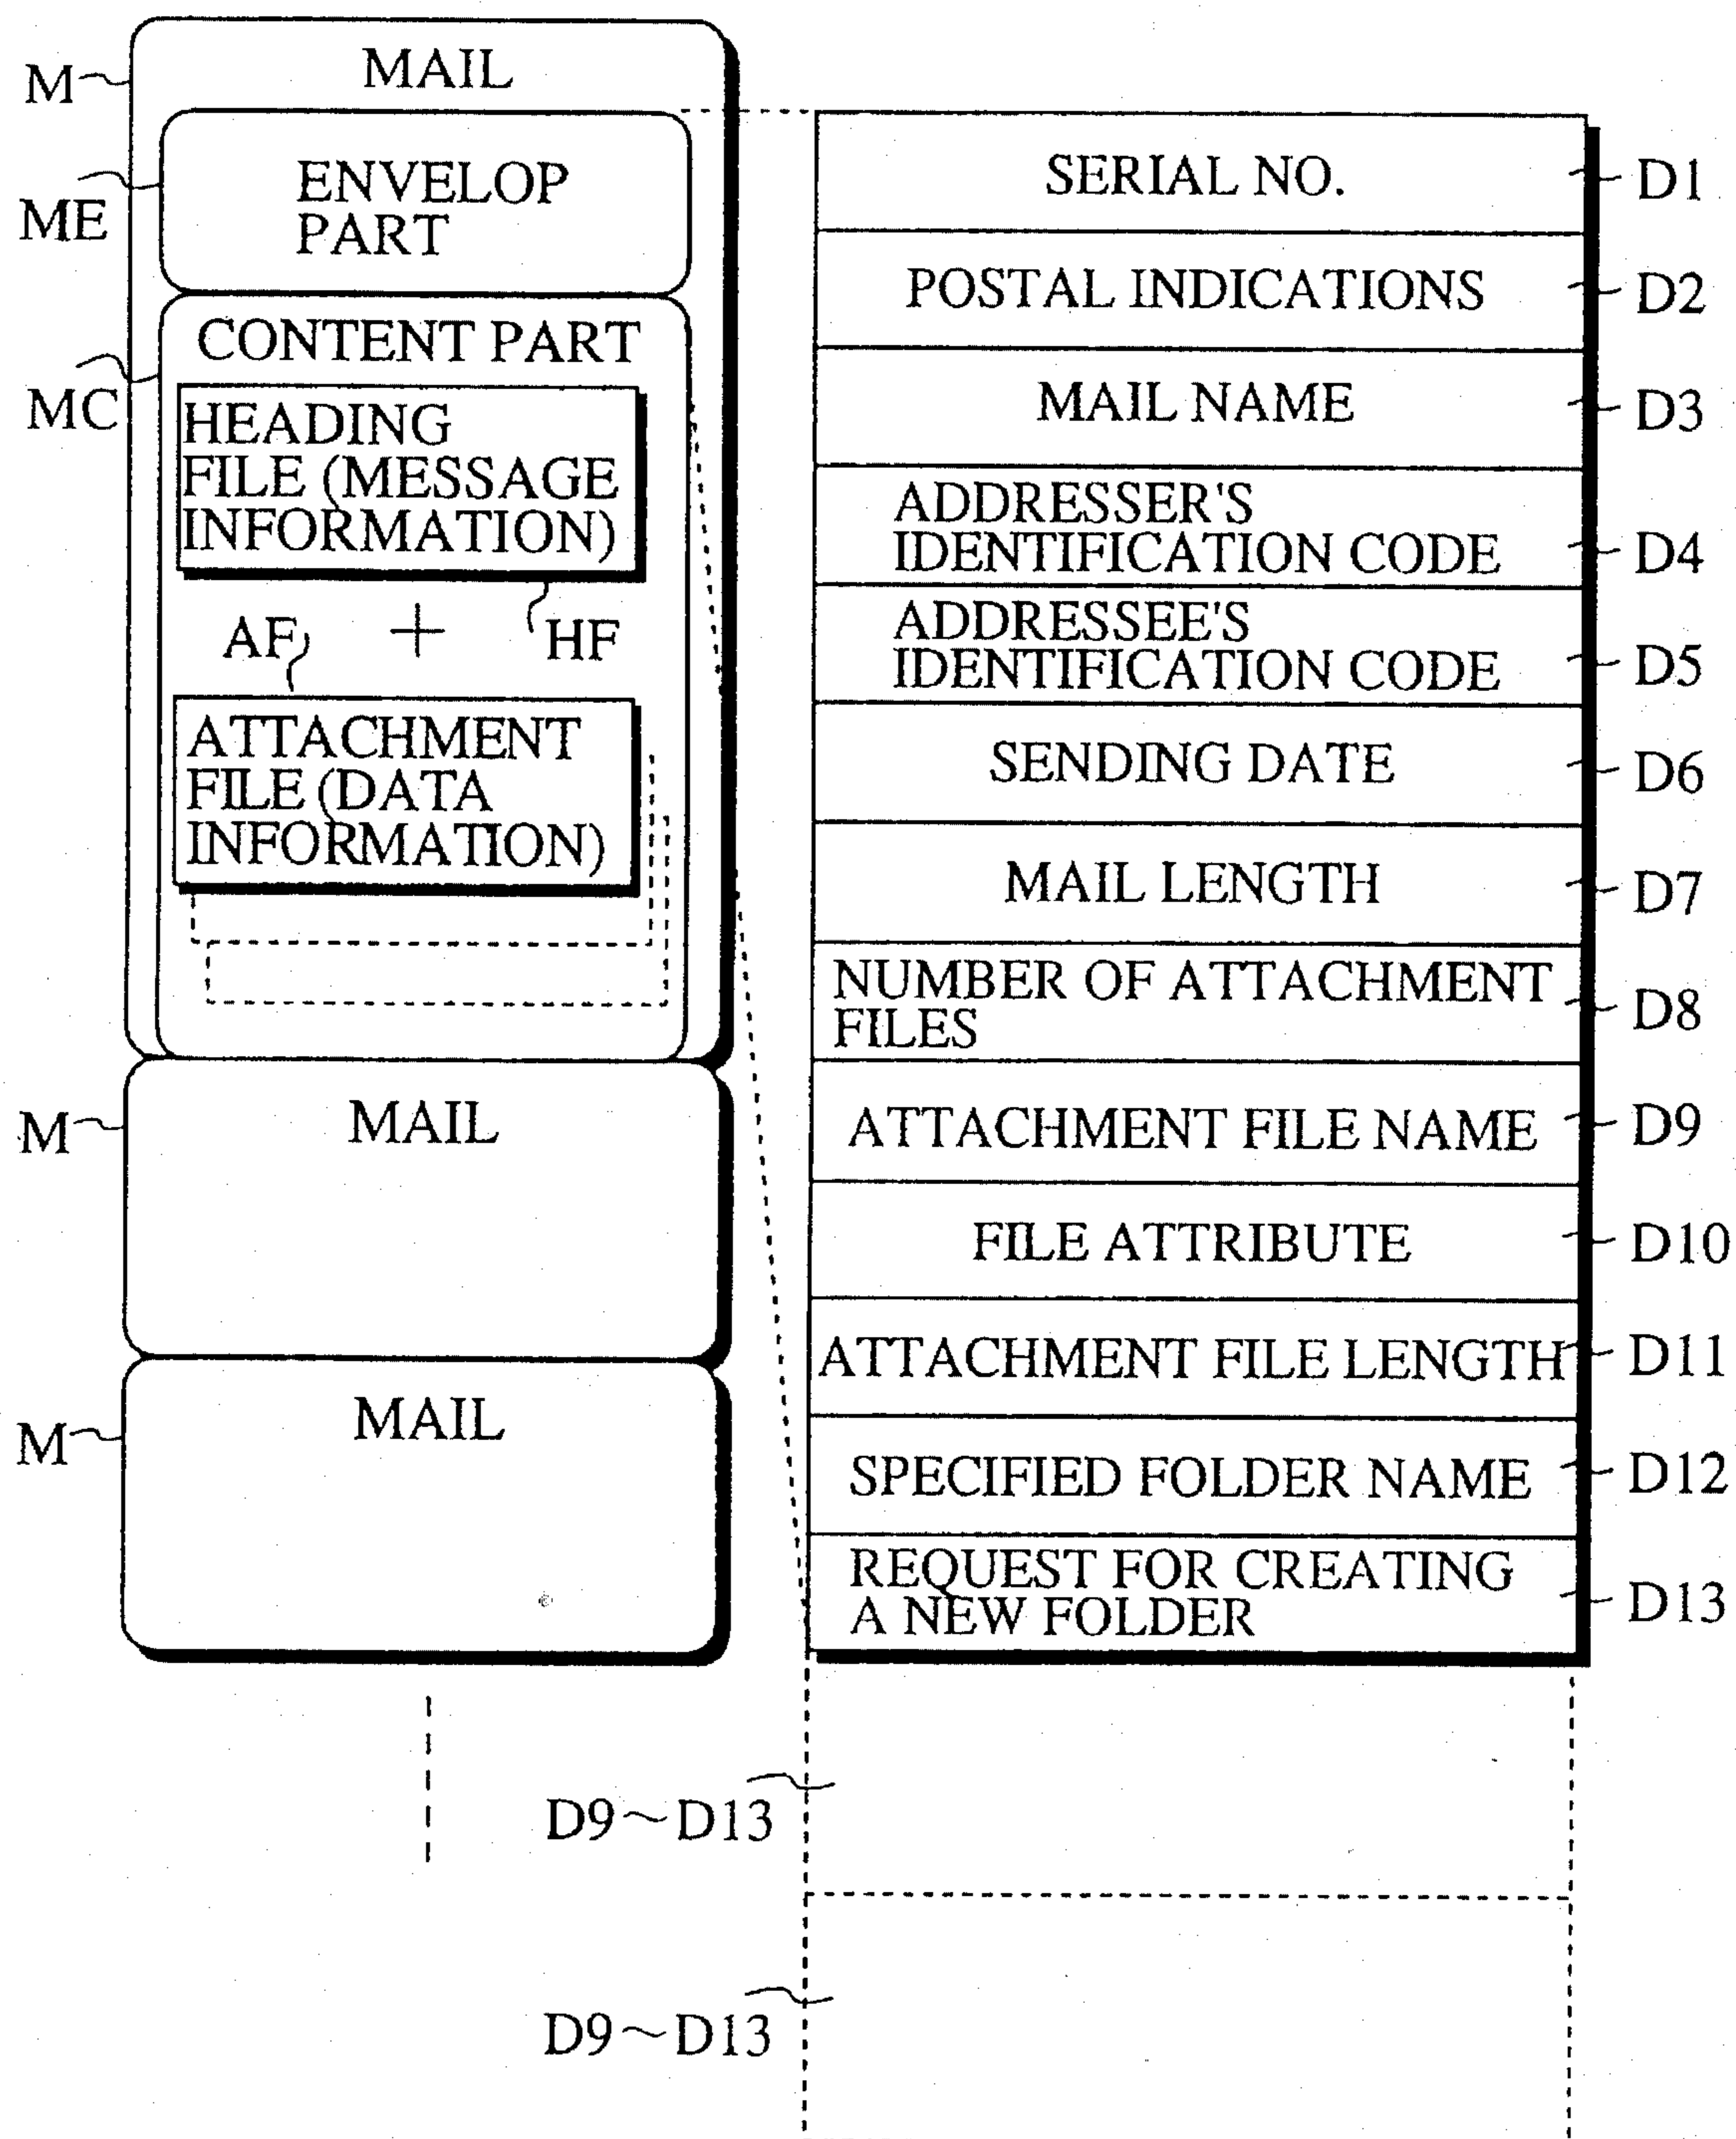 M
MAIL
ME
ENVELOP
PART
MC
CONTENT PART
HEADING
FILE (MESSAGE
INFORMATION)
AF
+
HF
ATTACHMENT
FILE (DATA
INFORMATION)
M
MAIL
M
MAIL
SERIAL NO.
D1
POSTAL INDICATIONS
D2
MAIL NAME
D3
ADDRESSER'S
IDENTIFICATION CODE
D4
ADDRESSEE'S
IDENTIFICATION CODE
D5
SENDING DATE
D6
MAIL LENGTH
D7
NUMBER OF ATTACHMENT
FILES
D8
ATTACHMENT FILE NAME
D9
FILE ATTRIBUTE
D10
ATTACHMENT FILE LENGTH
D11
SPECIFIED FOLDER NAME
D12
REQUEST FOR CREATING
A NEW FOLDER
D13
D9～D13
D9～D13